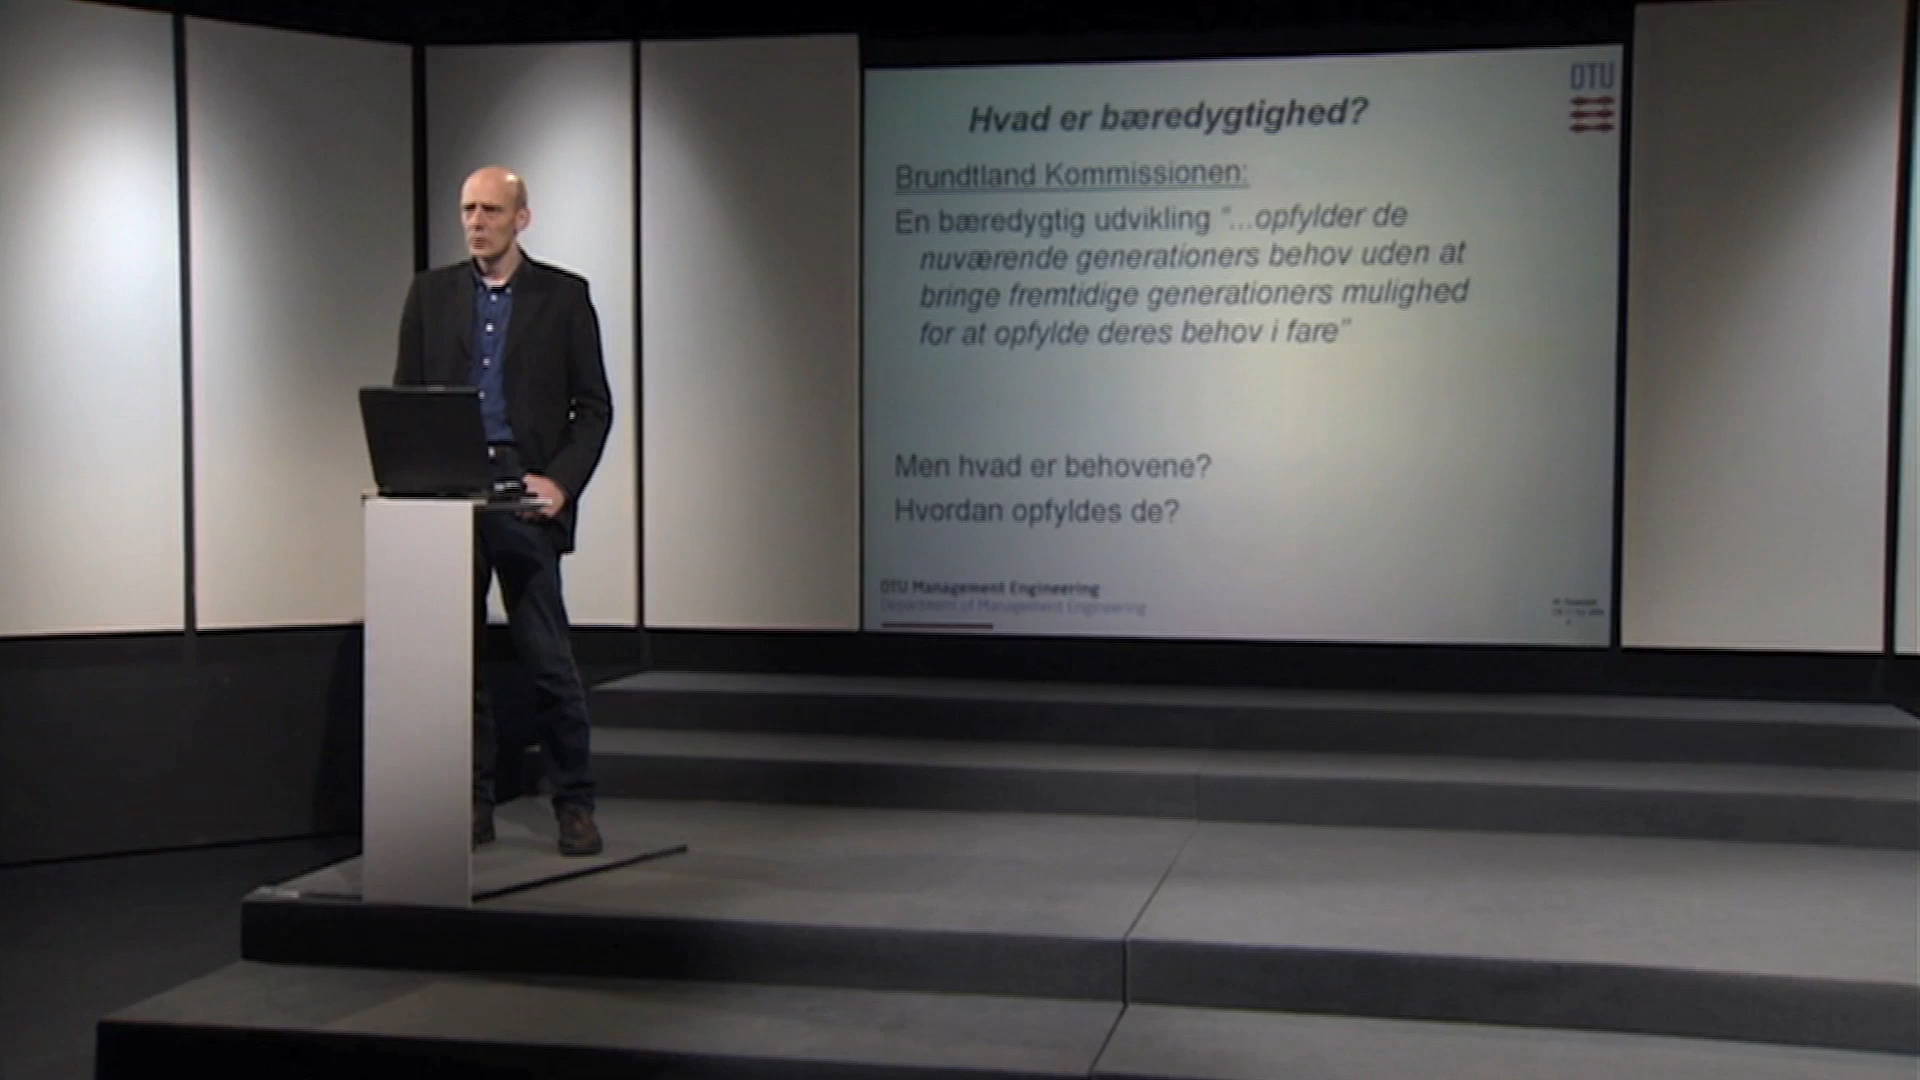 DTU
Hvad er bæredygtighed?
Brundtland Kommissionen:
En bæredygtig udvikling “...opfylder de
nuværende generationers behov uden at
bringe fremtidige generationers mulighed
for at opfylde deres behov i fare”
Men hvad er behovene?
Hvordan opfyldes de?
DTU Management Engineering
Department of Management Engineering